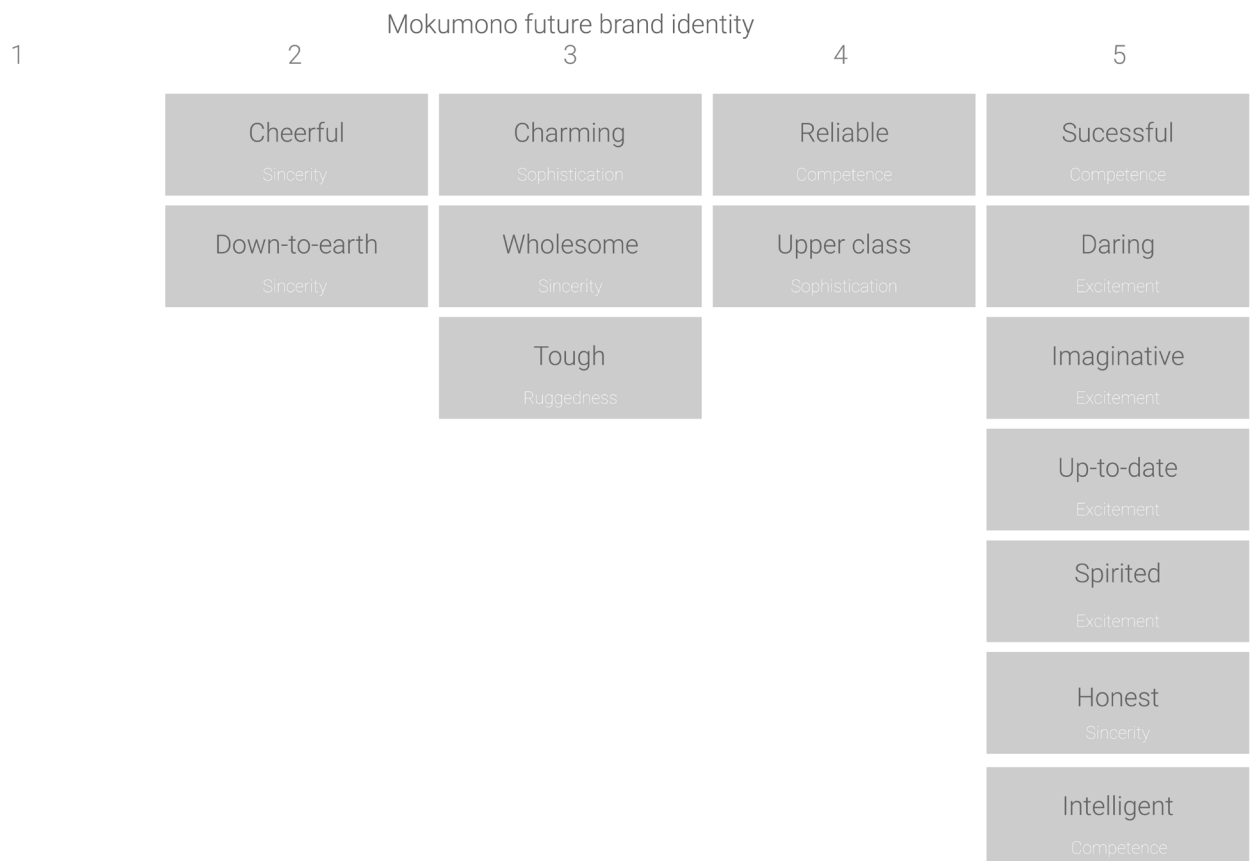 Mokumono future brand identity
1 2 3 4 5
Cheerful Charming Reliable Sucessful
Sincerity Sophistication Competence Competence
Down-to-earth Wholesome Upper class Daring
Sincerity Sincerity Sophistication Excitement
Tough Imaginative
Ruggedness Excitement
Up-to-date
Excitement
Spirited
Excitement
Honest
Sincerity
Intelligent
Competence